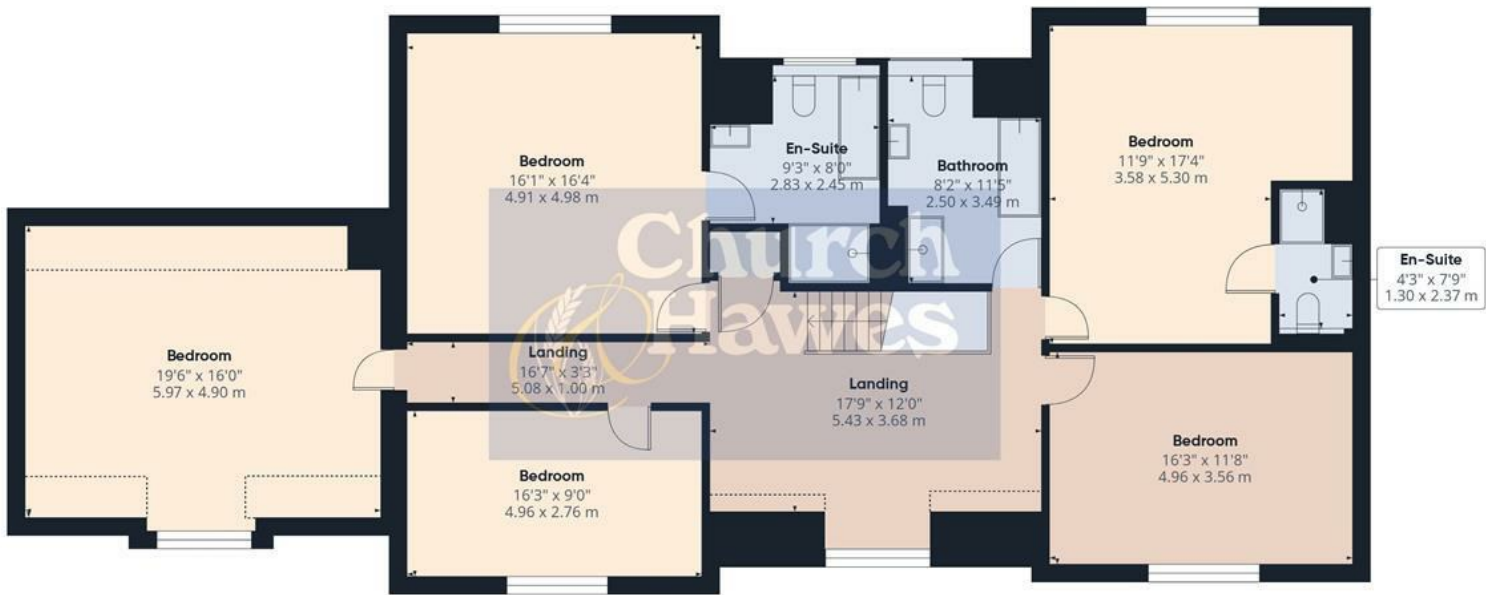 Bedroom
16'1" x 16'4"
4.91 x 4.98 m
En-Suite
9'3" x 8'0"
2.83 x 2.45 m
Bathroom
8'2" x 11'5"
2.50 x 3.49 m
Bedroom
11'9" x 17'4"
3.58 x 5.30 m
En-Suite
4'3" x 7'9"
1.30 x 2.37 m
Church
& Hawes
Bedroom
19'6" x 16'0"
5.97 x 4.90 m
Landing
16'7" x 3'3"
5.08 x 1.00 m
Landing
17'9" x 12'0"
5.43 x 3.68 m
Bedroom
16'3" x 9'0"
4.96 x 2.76 m
Bedroom
16'3" x 11'8"
4.96 x 3.56 m